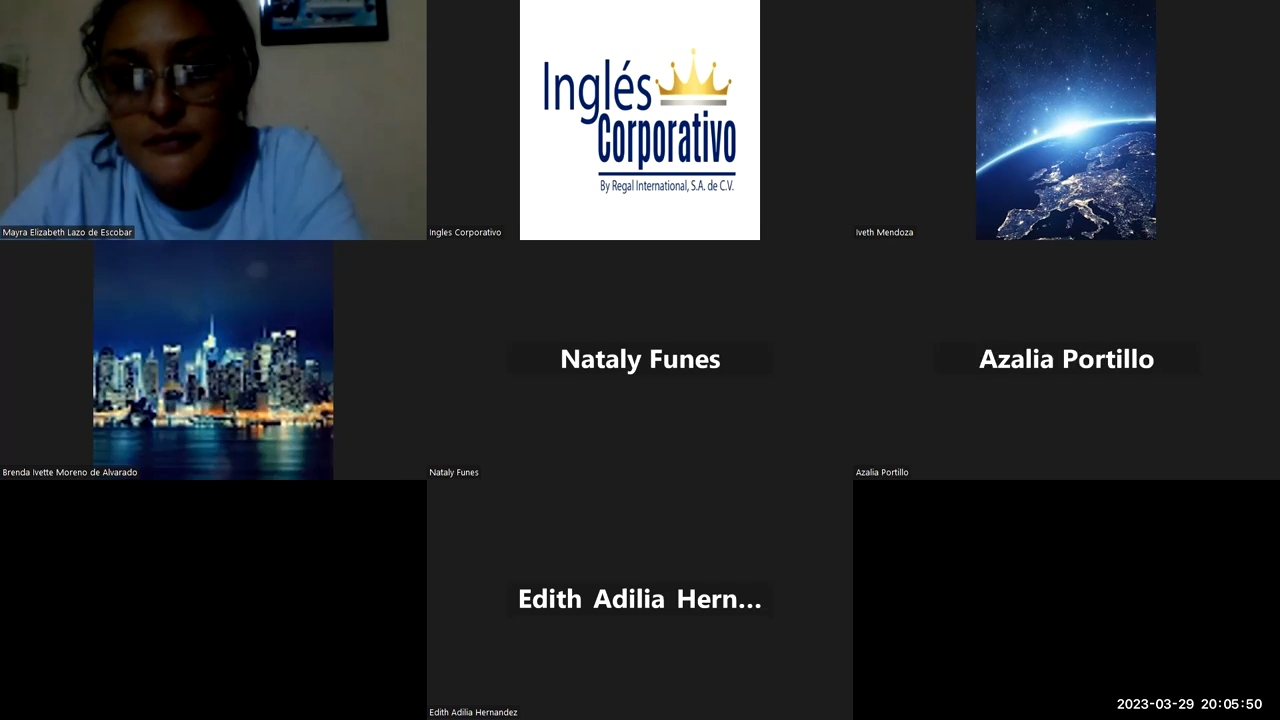 Inglés
Corporativo
By Regal International, S.A. de C.V.
Mayra Elizabeth Lazo de Escobar
Ingles Corporativo
Iveth Mendoza
Nataly Funes
Azalia Portillo
Brenda Ivette Moreno de Alvarado
Nataly Funes
Azalia Portillo
Edith Adilia Hern...
Edith Adilia Hernandez
2023-03-29 20:05:50